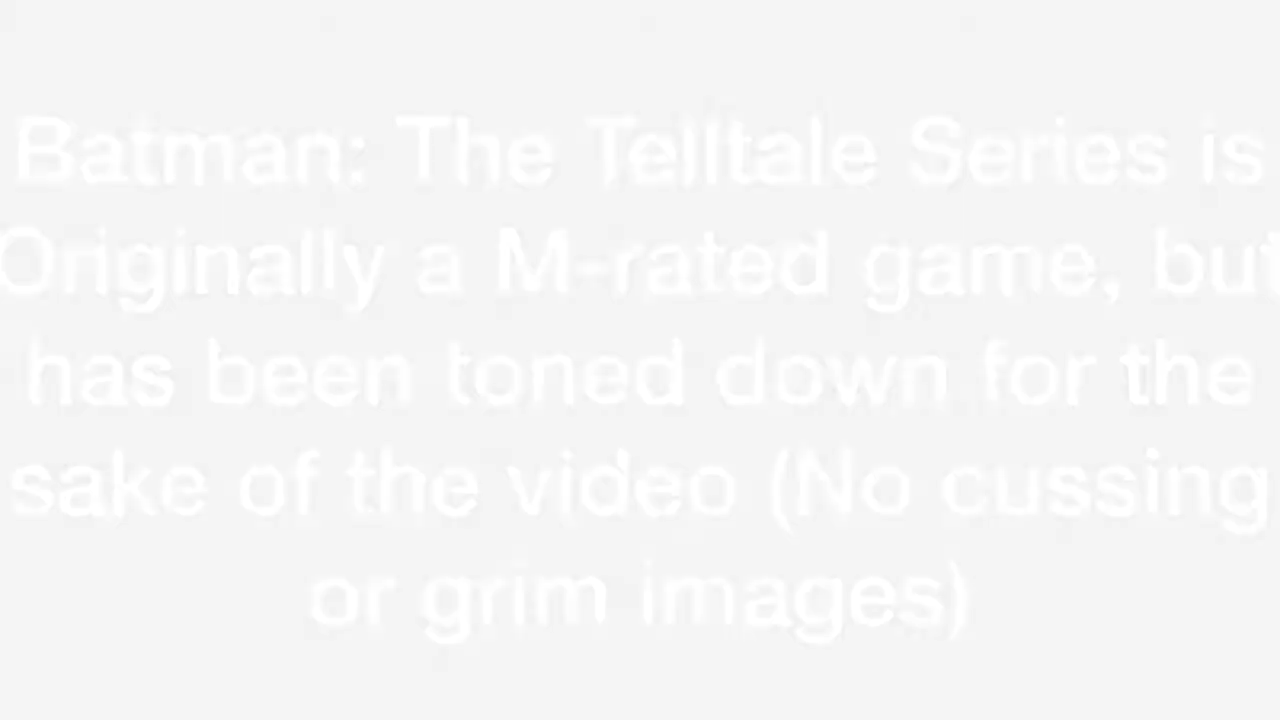 Batman: The Telltale Series is
Originally a M-rated game, but
has been toned down for the
sake of the video (No cussing
or grim images)